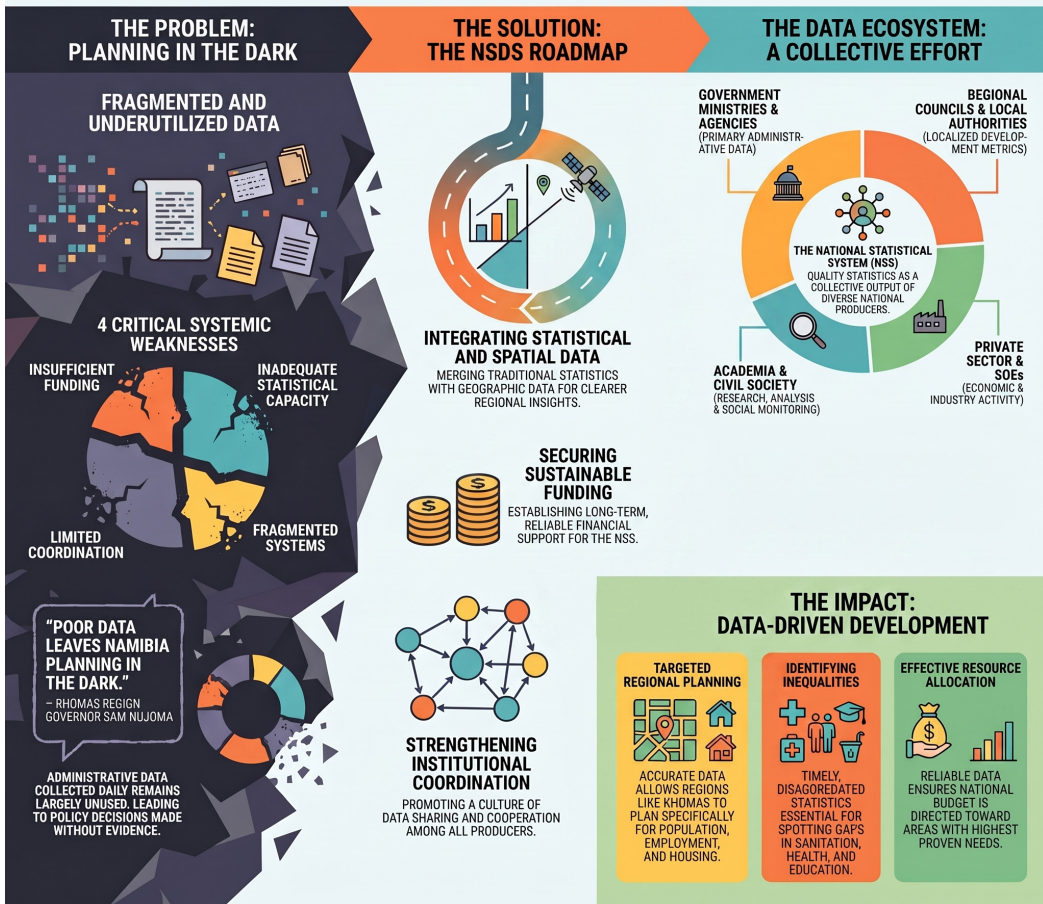 THE PROBLEM:
PLANNING IN THE DARK
FRAGMENTED AND
UNDERUTILIZED DATA
4 CRITICAL SYSTEMIC
WEAKNESSES
INSUFFICIENT
FUNDING
INADEQUATE
STATISTICAL
CAPACITY
LIMITED
COORDINATION
FRAGMENTED
SYSTEMS
"POOR DATA
LEAVES NAMIBIA
PLANNING IN
THE DARK."
– RHOMAS REGIGN
GOVERNOR SAM NUJOMA
ADMINISTRATIVE DATA
COLLECTED DAILY REMAINS
LARGELY UNUSED. LEADING
TO POLICY DECISIONS MADE
WITHOUT EVIDENCE.
THE SOLUTION:
THE NSDS ROADMAP
INTEGRATING STATISTICAL
AND SPATIAL DATA
MERGING TRADITIONAL STATISTICS
WITH GEOGRAPHIC DATA FOR CLEARER
REGIONAL INSIGHTS.
SECURING
SUSTAINABLE
FUNDING
ESTABLISHING LONG-TERM,
RELIABLE FINANCIAL
SUPPORT FOR THE NSS.
STRENGTHENING
INSTITUTIONAL
COORDINATION
PROMOTING A CULTURE OF
DATA SHARING AND COOPERATION
AMONG ALL PRODUCERS.
THE DATA ECOSYSTEM:
A COLLECTIVE EFFORT
GOVERNMENT
MINISTRIES &
AGENCIES
(PRIMARY ADMINISTR-
ATIVE DATA)
BEGIONAL
COUNCILS & LOCAL
AUTHORITIES
(LOCALIZED DEVELOP-
MENT METRICS)
THE NATIONAL STATISTICAL
SYSTEM (NSS)
QUALITY STATISTICS AS A
COLLECTIVE OUTPUT OF
DIVERSE NATIONAL
PRODUCERS.
ACADEMIA &
CIVIL SOCIETY
(RESEARCH, ANALYSIS
& SOCIAL MONITORING)
PRIVATE
SECTOR &
SOEs
(ECONOMIC &
INDUSTRY ACTIVITY)
THE IMPACT:
DATA-DRIVEN DEVELOPMENT
TARGETED
REGIONAL PLANNING
ACCURATE DATA
ALLOWS REGIONS
LIKE KHOMAS TO
PLAN SPECIFICALLY
FOR POPULATION,
EMPLOYMENT,
AND HOUSING.
IDENTIFYING
INEQUALITIES
TIMELY,
DISAGOREDATED
STATISTICS
ESSENTIAL FOR
SPOTTING GAPS
IN SANITATION,
HEALTH, AND
EDUCATION.
EFFECTIVE RESOURCE
ALLOCATION
RELIABLE DATA
ENSURES NATIONAL
BUDGET IS
DIRECTED TOWARD
AREAS WITH HIGHEST
PROVEN NEEDS.